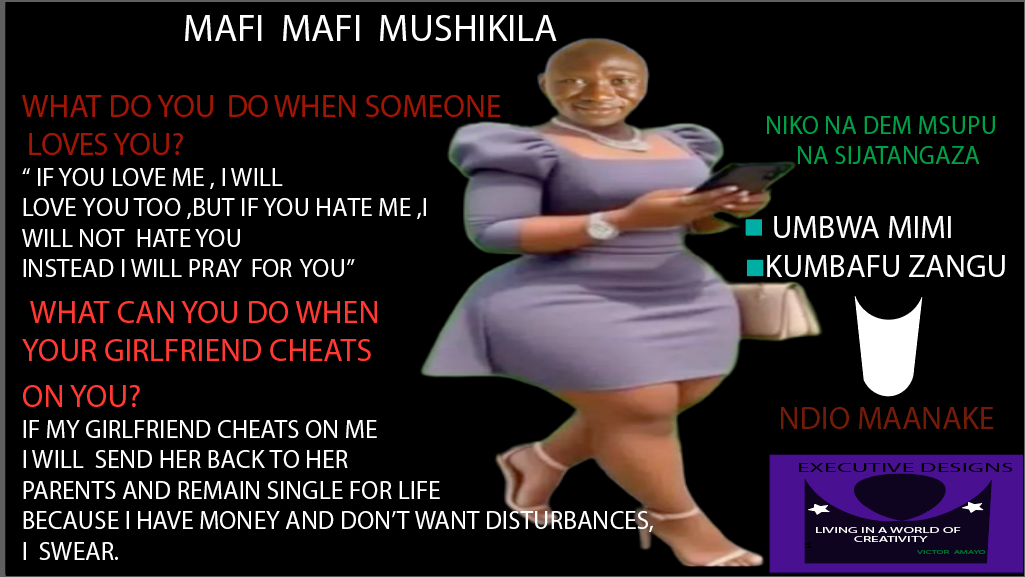 MAFI MAFI MUSHIKILA
WHAT DO YOU DO WHEN SOMEONE
LOVES YOU?
“ IF YOU LOVE ME , I WILL
LOVE YOU TOO ,BUT IF YOU HATE ME ,I
WILL NOT HATE YOU
INSTEAD I WILL PRAY FOR YOU”
WHAT CAN YOU DO WHEN
YOUR GIRLFRIEND CHEATS
ON YOU?
IF MY GIRLFRIEND CHEATS ON ME
I WILL SEND HER BACK TO HER
PARENTS AND REMAIN SINGLE FOR LIFE
BECAUSE I HAVE MONEY AND DON’T WANT DISTURBANCES,
I SWEAR.
NIKO NA DEM MSUPU
NA SIJATANGAZA
UMBWA MIMI
KUMBAFU ZANGU
NDIO MAANAKE
EXECUTIVE DESIGNS
LIVING IN A WORLD OF
CREATIVITY
VICTOR AMAYO